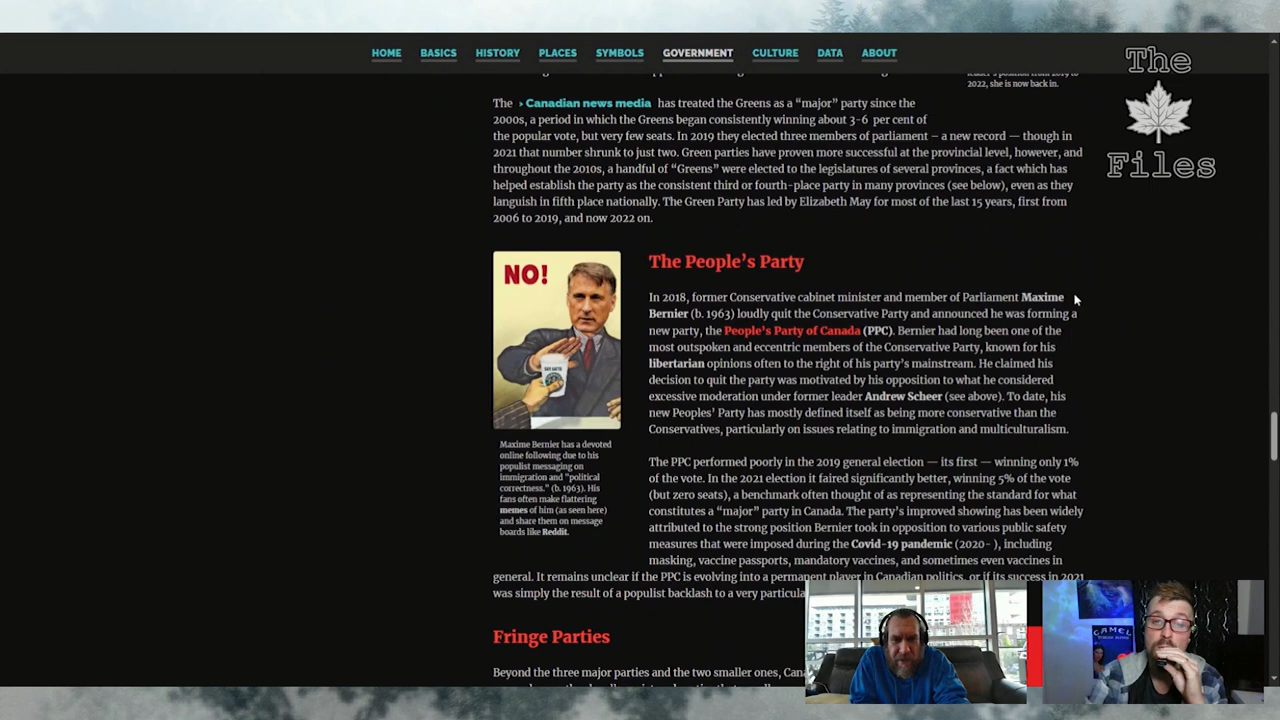 HOME BASICS HISTORY PLACES SYMBOLS GOVERNMENT CULTURE DATA ABOUT
The
Files
leader's position from 2019 to
2022, she is now back in.
The › Canadian news media has treated the Greens as a “major” party since the
2000s, a period in which the Greens began consistently winning about 3-6 per cent of
the popular vote, but very few seats. In 2019 they elected three members of parliament – a new record — though in
2021 that number shrunk to just two. Green parties have proven more successful at the provincial level, however, and
throughout the 2010s, a handful of “Greens” were elected to the legislatures of several provinces, a fact which has
helped establish the party as the consistent third or fourth-place party in many provinces (see below), even as they
languish in fifth place nationally. The Green Party has led by Elizabeth May for most of the last 15 years, first from
2006 to 2019, and now 2022 on.
NO!
Maxime Bernier has a devoted
online following due to his
populist messaging on
immigration and “political
correctness.” (b. 1963). His
fans often make flattering
memes of him (as seen here)
and share them on message
boards like Reddit.
The People’s Party
In 2018, former Conservative cabinet minister and member of Parliament Maxime
Bernier (b. 1963) loudly quit the Conservative Party and announced he was forming a
new party, the People’s Party of Canada (PPC). Bernier had long been one of the
most outspoken and eccentric members of the Conservative Party, known for his
libertarian opinions often to the right of his party’s mainstream. He claimed his
decision to quit the party was motivated by his opposition to what he considered
excessive moderation under former leader Andrew Scheer (see above). To date, his
new Peoples’ Party has mostly defined itself as being more conservative than the
Conservatives, particularly on issues relating to immigration and multiculturalism.
The PPC performed poorly in the 2019 general election — its first — winning only 1%
of the vote. In the 2021 election it faired significantly better, winning 5% of the vote
(but zero seats), a benchmark often thought of as representing the standard for what
constitutes a “major” party in Canada. The party’s improved showing has been widely
attributed to the strong position Bernier took in opposition to various public safety
measures that were imposed during the Covid-19 pandemic (2020- ), including
masking, vaccine passports, mandatory vaccines, and sometimes even vaccines in
general. It remains unclear if the PPC is evolving into a permanent player in Canadian politics, or if its success in 2021
was simply the result of a populist backlash to a very particula
Fringe Parties
Beyond the three major parties and the two smaller ones, Cana
CAMEL